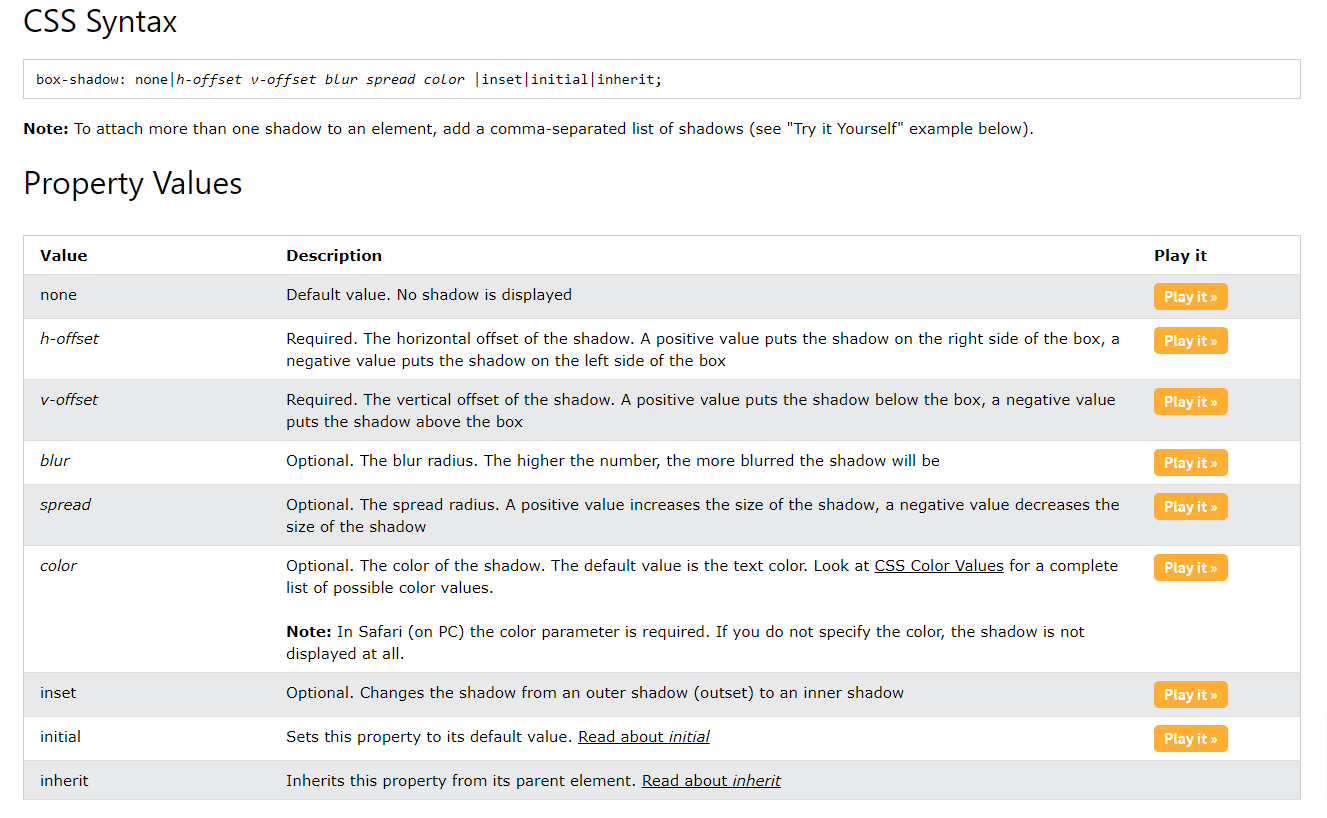 CSS Syntax
box-shadow: none|h-offset v-offset blur spread color |inset|initial|inherit;
Note: To attach more than one shadow to an element, add a comma-separated list of shadows (see "Try it Yourself" example below).
Property Values
Value Description Play it
none Default value. No shadow is displayed Play it »
h-offset Required. The horizontal offset of the shadow. A positive value puts the shadow on the right side of the box, a Play it »
negative value puts the shadow on the left side of the box
v-offset Required. The vertical offset of the shadow. A positive value puts the shadow below the box, a negative value Play it »
puts the shadow above the box
blur Optional. The blur radius. The higher the number, the more blurred the shadow will be Play it »
spread Optional. The spread radius. A positive value increases the size of the shadow, a negative value decreases the Play it »
size of the shadow
color Optional. The color of the shadow. The default value is the text color. Look at CSS Color Values for a complete Play it »
list of possible color values.
Note: In Safari (on PC) the color parameter is required. If you do not specify the color, the shadow is not
displayed at all.
inset Optional. Changes the shadow from an outer shadow (outset) to an inner shadow Play it »
initial Sets this property to its default value. Read about initial Play it »
inherit Inherits this property from its parent element. Read about inherit